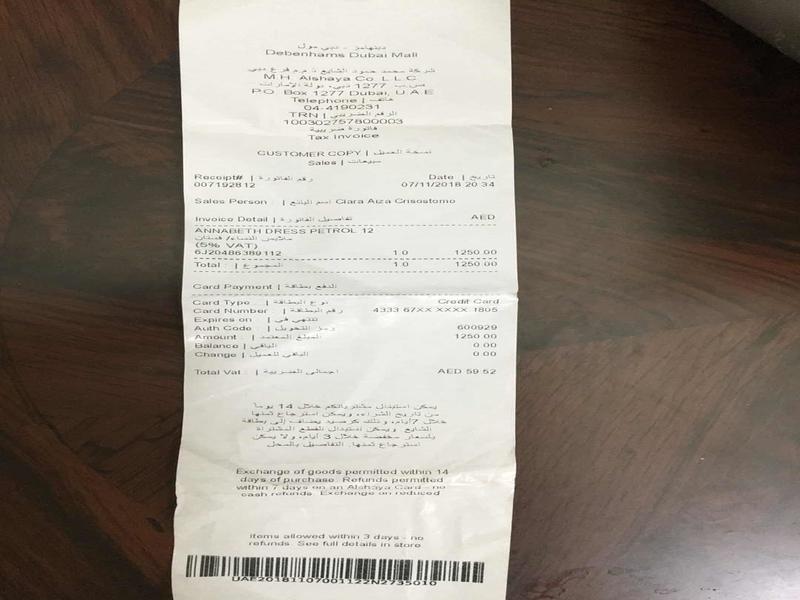 دبنهامز - دبي مول
Debenhams Dubai Mall
شركة محمد حمود الشايع ذ.م.م فرع دبي
M.H. Alshaya Co. L.L.C
ص.ب. 1277 دبي، دولة الإمارات
P.O. Box 1277 Dubai, U.A.E
Telephone | هاتف
04-4190231
TRN | الرقم الضريبي
100302757800003
فاتورة ضريبية
Tax Invoice
CUSTOMER COPY | نسخة العميل
Sales | مبيعات
Receipt# | رقم الفاتورة Date | تاريخ
007192812 07/11/2018 20:34
Sales Person : | اسم البائع Clara Aiza Crisostomo
Invoice Detail | تفاصيل الفاتورة AED
ANNABETH DRESS PETROL 12
ملابس النساء/ فستان
(5% VAT)
6J20486389112 1.0 1250.00
Total | المجموع 1.0 1250.00
Card Payment | الدفع بطاقة
Card Type : | نوع البطاقة Credit Card
Card Number | رقم البطاقة 4333 67XX XXXX 1805
Expires on : | تنتهي في
Auth Code : | رمز التخويل 600929
Amount : | المبلغ المعتمد 1250.00
Balance | الباقي 0.00
Change | الباقي للعميل 0.00
Total Vat : | اجمالي الضريبة AED 59.52
يمكن استبدال مشترياتكم خلال 14 يوما
من تاريخ الشراء، ويمكن استرجاع ثمنها
خلال 7أيام، وذلك كرصيد يضاف إلى بطاقة
الشايع. ويمكن إستبدال القطع المشتراة
بأسعار مخفضة خلال 3 أيام، ولا يمكن
استرجاع ثمنها. التفاصيل بالمحل
Exchange of goods permitted within 14
days of purchase. Refunds permitted
within 7 days on an Alshaya Card - no
cash refunds. Exchange on reduced
items allowed within 3 days - no
refunds. See full details in store
UAE20181107001122N2735010